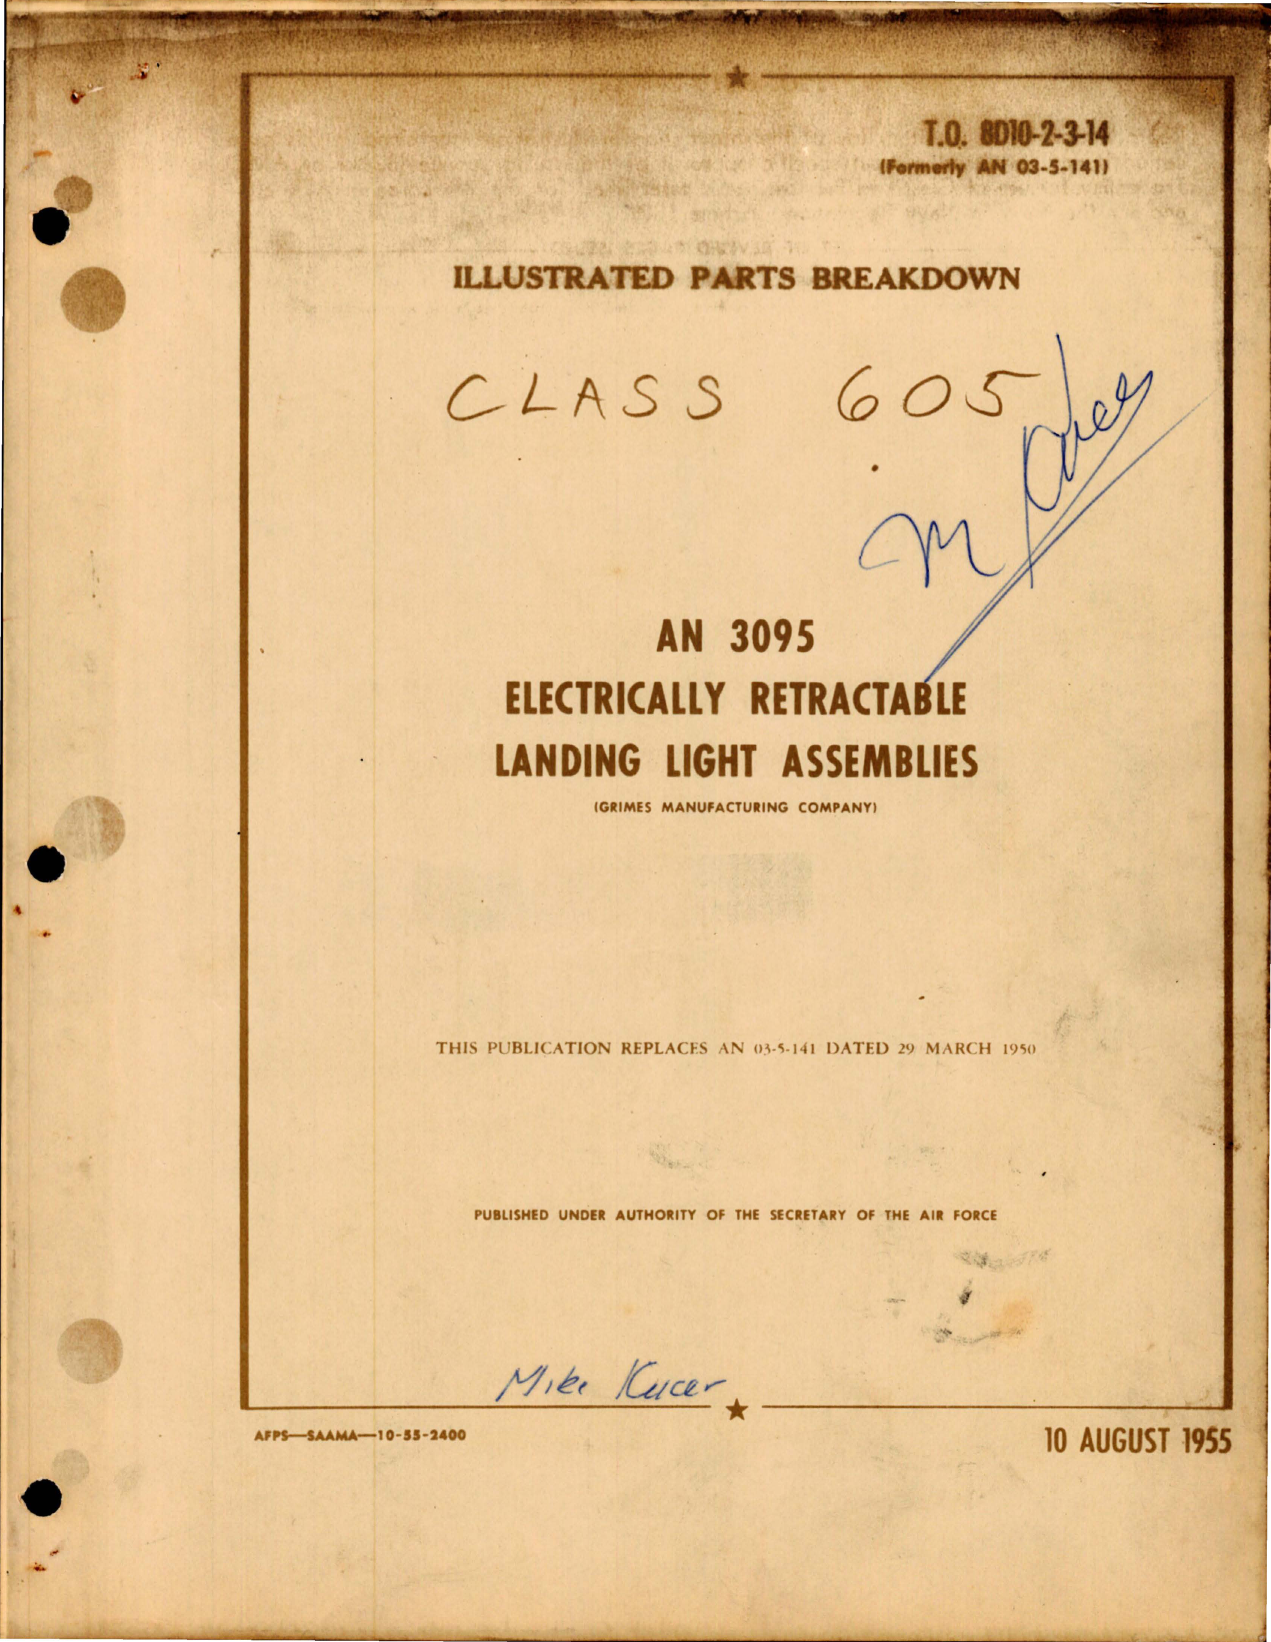 T.O. 8D10-2-3-14
(Formerly AN 03-5-141)
ILLUSTRATED PARTS BREAKDOWN
CLASS 605
M
AN 3095
ELECTRICALLY RETRACTABLE
LANDING LIGHT ASSEMBLIES
(GRIMES MANUFACTURING COMPANY)
THIS PUBLICATION REPLACES AN 03-5-141 DATED 29 MARCH 1950
PUBLISHED UNDER AUTHORITY OF THE SECRETARY OF THE AIR FORCE
Mike Kucer
AFPS—SAAMA—10-55-2400
10 AUGUST 1955